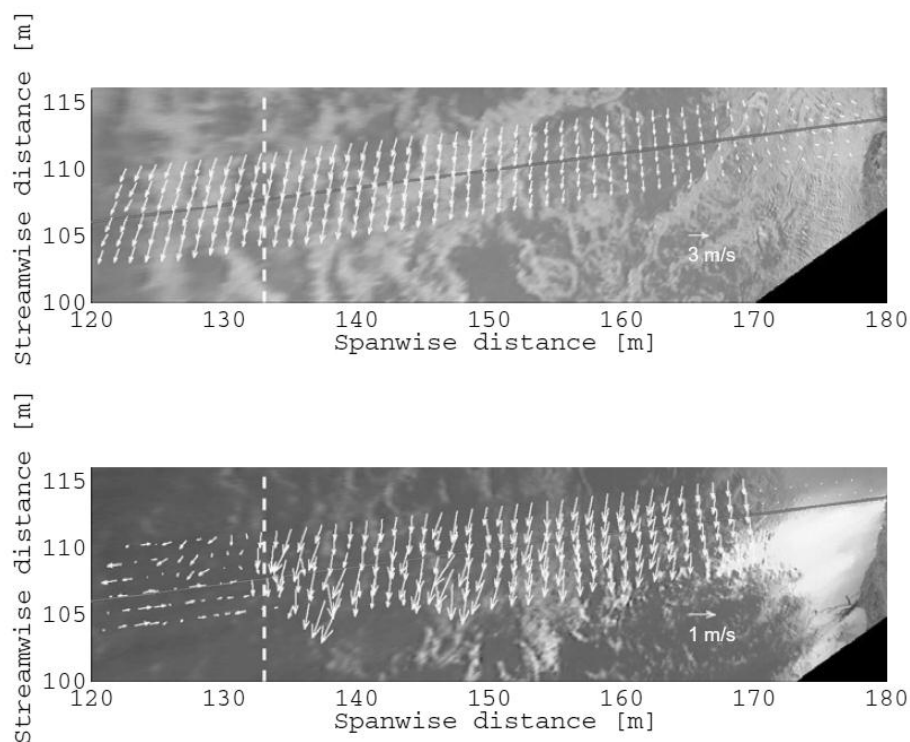 Streamwise distance [m]
115
110
105
100
3 m/s
120 130 140 150 160 170 180
Spanwise distance [m]
Streamwise distance [m]
115
110
105
100
1 m/s
120 130 140 150 160 170 180
Spanwise distance [m]